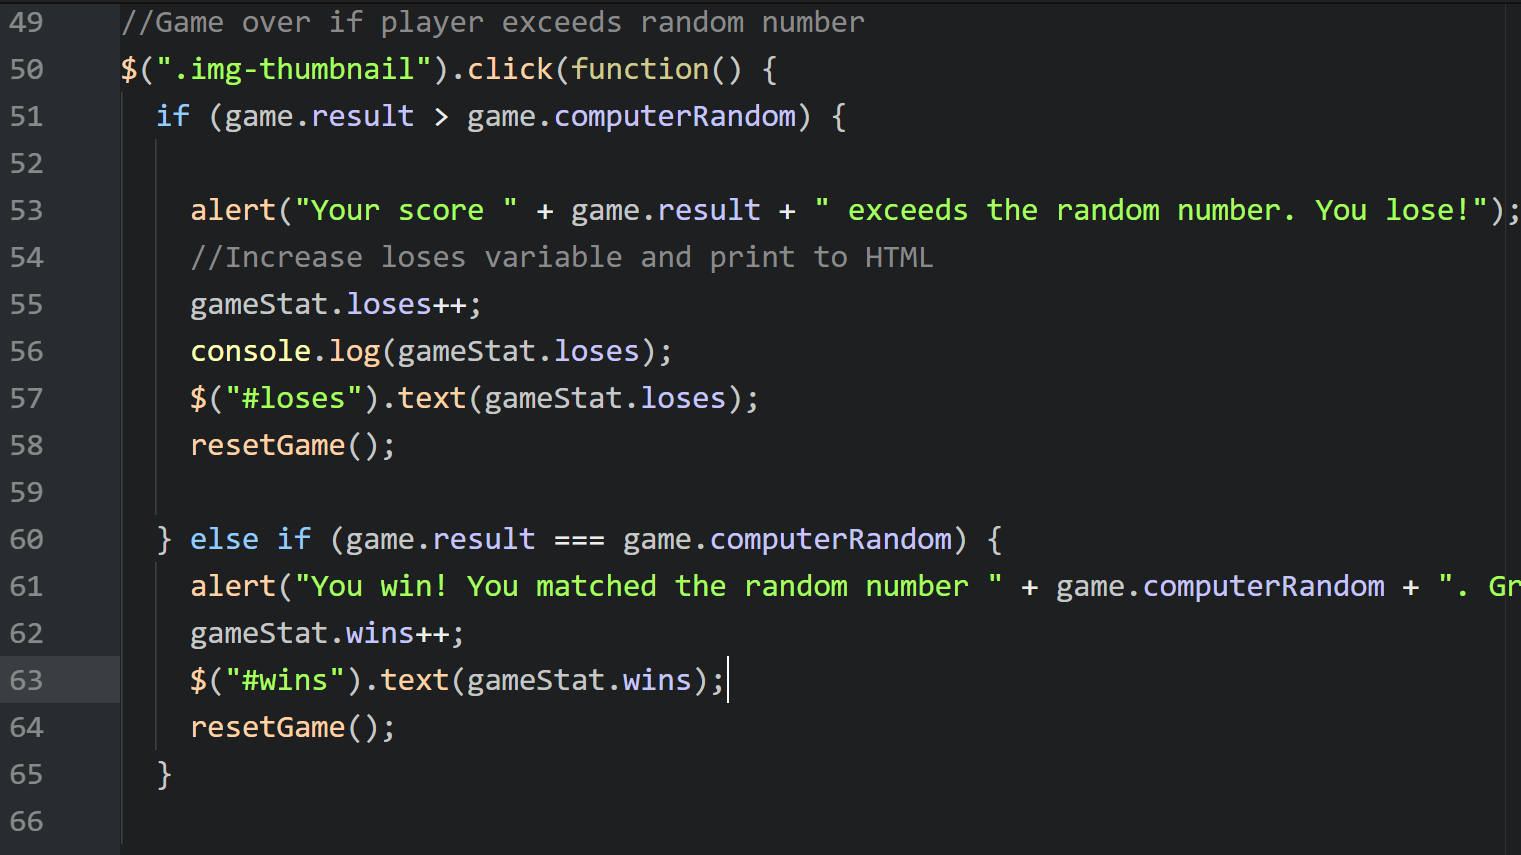 49 //Game over if player exceeds random number
50 $(".img-thumbnail").click(function() {
51 if (game.result > game.computerRandom) {
52
53 alert("Your score " + game.result + " exceeds the random number. You lose!");
54 //Increase loses variable and print to HTML
55 gameStat.loses++;
56 console.log(gameStat.loses);
57 $("#loses").text(gameStat.loses);
58 resetGame();
59
60 } else if (game.result === game.computerRandom) {
61 alert("You win! You matched the random number " + game.computerRandom + ". Gr
62 gameStat.wins++;
63 $("#wins").text(gameStat.wins);
64 resetGame();
65 }
66